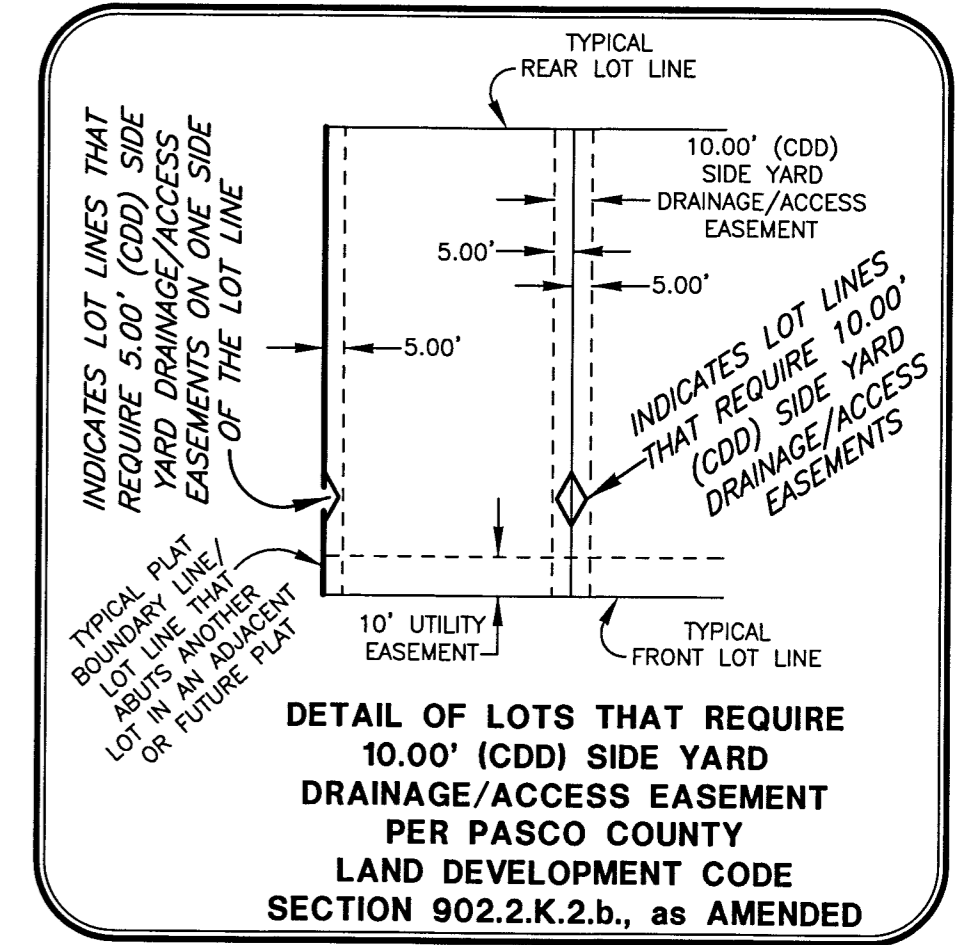 TYPICAL
REAR LOT LINE
INDICATES LOT LINES THAT
REQUIRE 5.00' (CDD) SIDE
YARD DRAINAGE/ACCESS
EASEMENTS ON ONE SIDE
OF THE LOT LINE
10.00' (CDD)
SIDE YARD
DRAINAGE/ACCESS
EASEMENT
5.00'
5.00'
5.00'
INDICATES LOT LINES
THAT REQUIRE 10.00'
(CDD) SIDE YARD
DRAINAGE/ACCESS
EASEMENTS
TYPICAL PLAT
BOUNDARY LINE/
LOT LINE THAT
ABUTS ANOTHER
LOT IN AN ADJACENT
OR FUTURE PLAT
10' UTILITY
EASEMENT
TYPICAL
FRONT LOT LINE
DETAIL OF LOTS THAT REQUIRE
10.00' (CDD) SIDE YARD
DRAINAGE/ACCESS EASEMENT
PER PASCO COUNTY
LAND DEVELOPMENT CODE
SECTION 902.2.K.2.b., as AMENDED